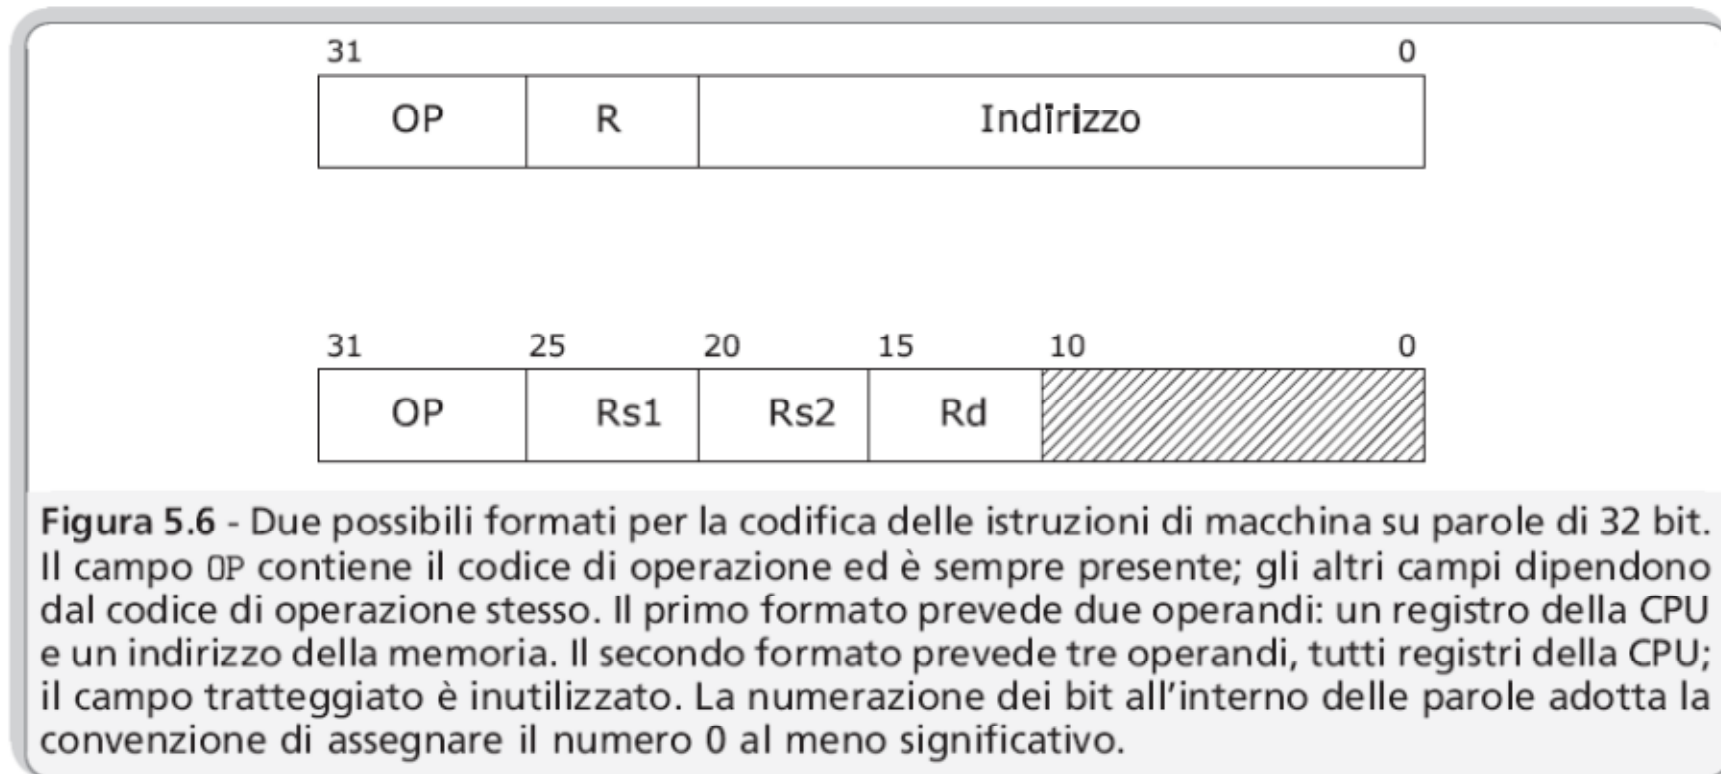 31 0
OP R Indirizzo
31 25 20 15 10 0
OP Rs1 Rs2 Rd
Figura 5.6 - Due possibili formati per la codifica delle istruzioni di macchina su parole di 32 bit.
Il campo OP contiene il codice di operazione ed è sempre presente; gli altri campi dipendono
dal codice di operazione stesso. Il primo formato prevede due operandi: un registro della CPU
e un indirizzo della memoria. Il secondo formato prevede tre operandi, tutti registri della CPU;
il campo tratteggiato è inutilizzato. La numerazione dei bit all'interno delle parole adotta la
convenzione di assegnare il numero 0 al meno significativo.